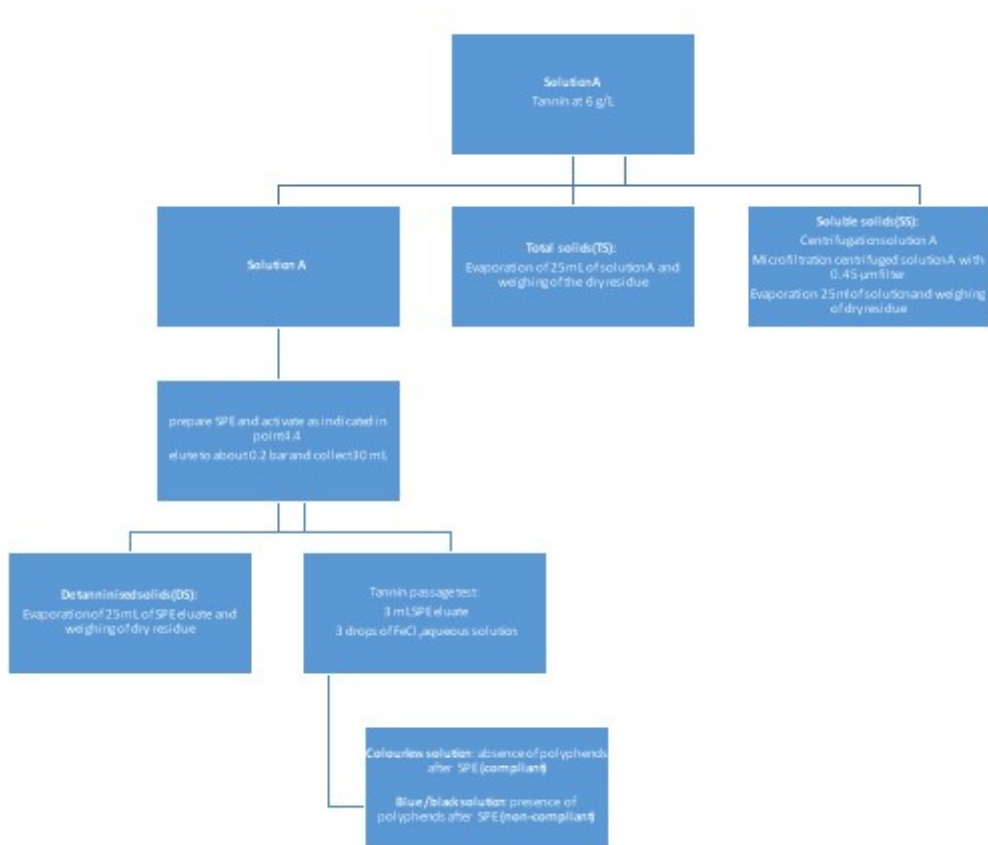 Solution A
Tannin at 6 g/L
Solution A
Total solids (TS):
Evaporation of 25 mL of solution A and
weighing of the dry residue
Soluble solids (SS):
Centrifugation solution A
Microfiltration centrifuged solution A with
0.45-µm filter
Evaporation 25 ml of solution and weighing
of dry residue
prepare SPE and activate as indicated in
point 4.4
elute to about 0.2 bar and collect 30 mL
Detanninised solids (DS):
Evaporation of 25 mL of SPE eluate and
weighing of dry residue
Tannin passage test:
3 mL SPE eluate
3 drops of FeCl3 aqueous solution
Colourless solution: absence of polyphends
after SPE (compliant)
Blue/black solution: presence of
polyphends after SPE (non-compliant)